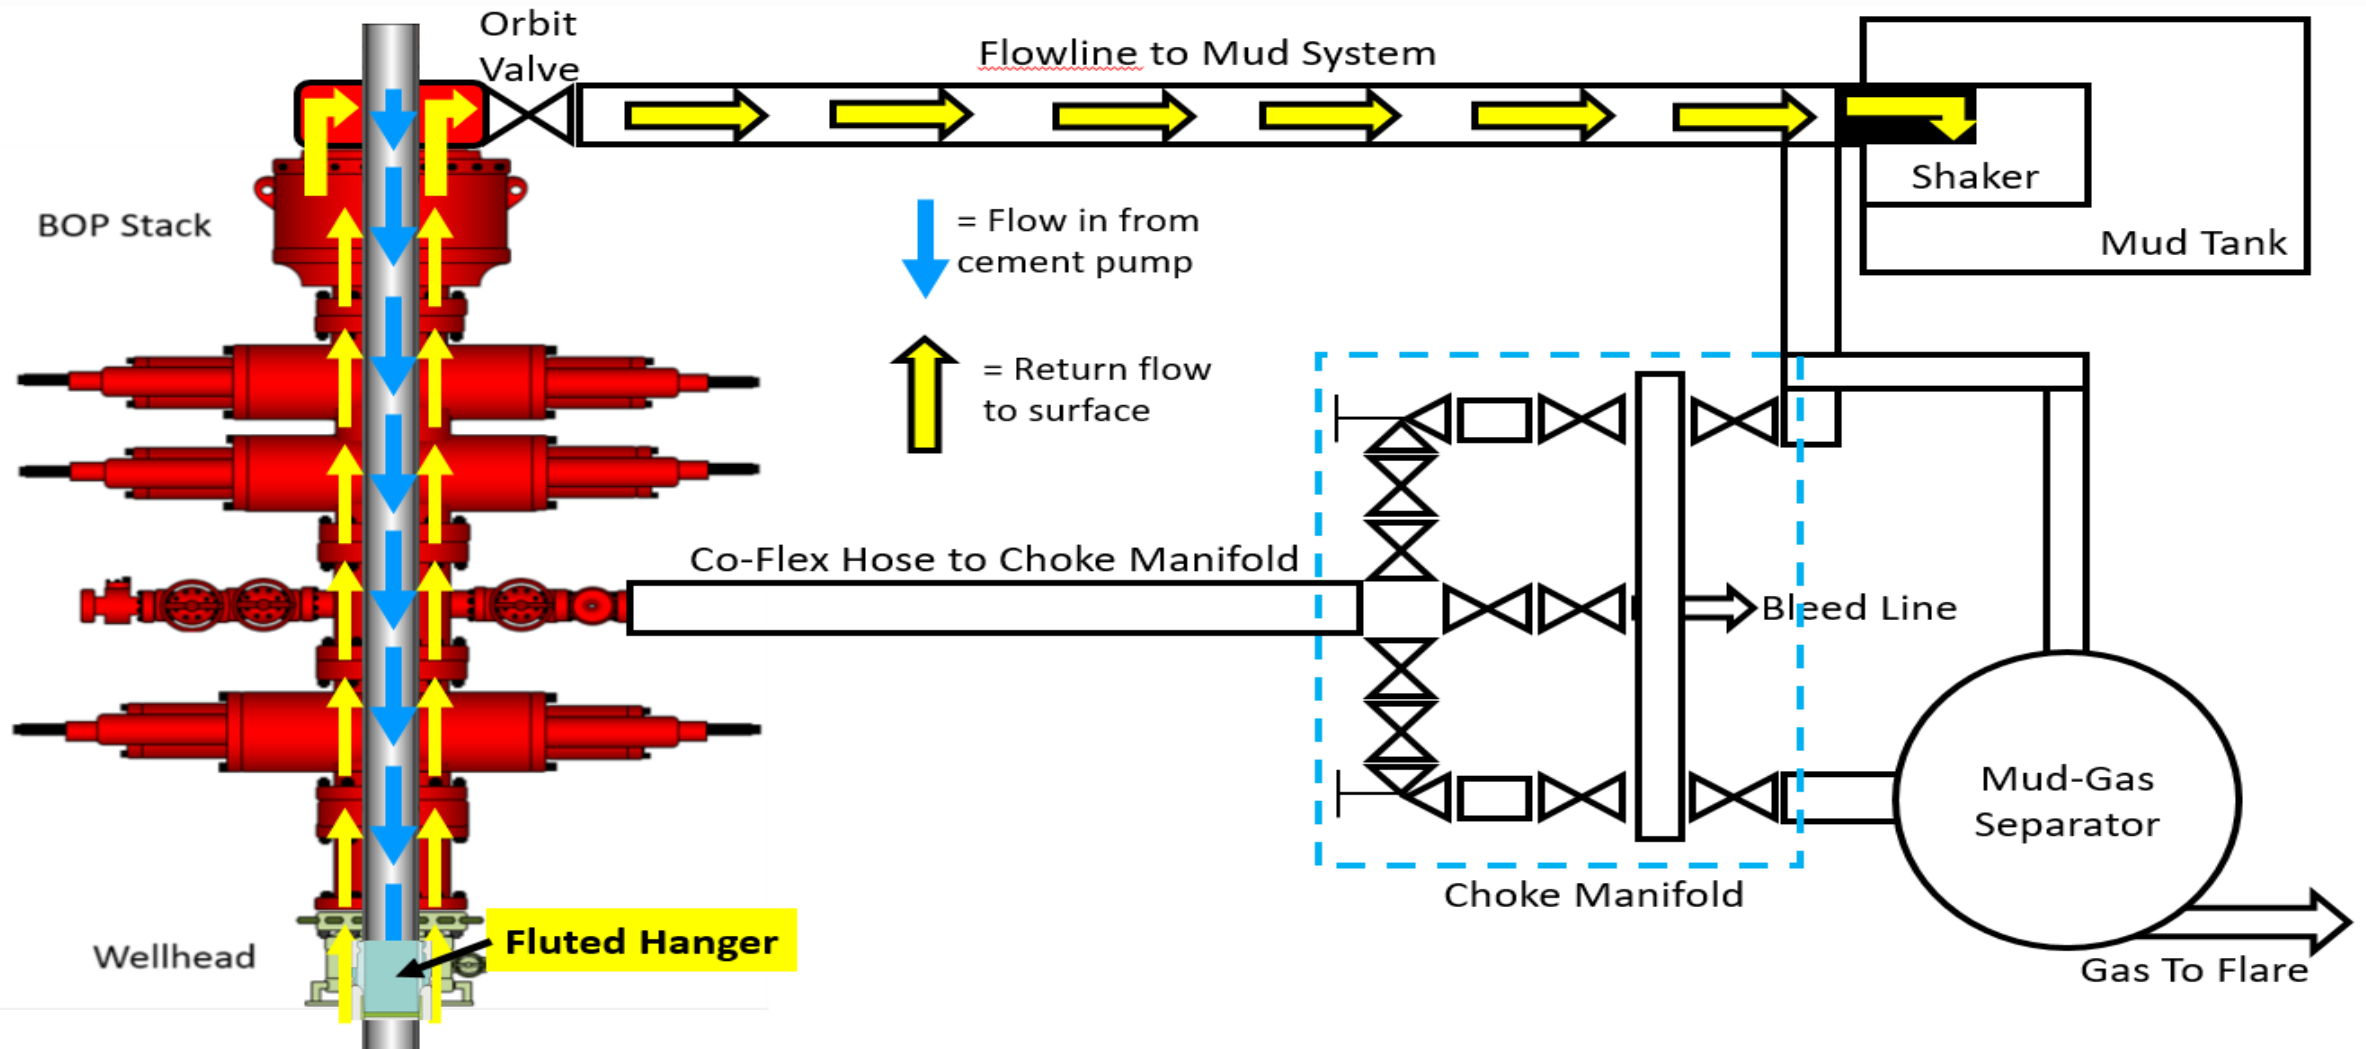 Orbit
Valve
Flowline to Mud System
BOP Stack
= Flow in from
cement pump
Shaker
Mud Tank
= Return flow
to surface
Co-Flex Hose to Choke Manifold
Bleed Line
Mud-Gas
Separator
Choke Manifold
Fluted Hanger
Wellhead
Gas To Flare